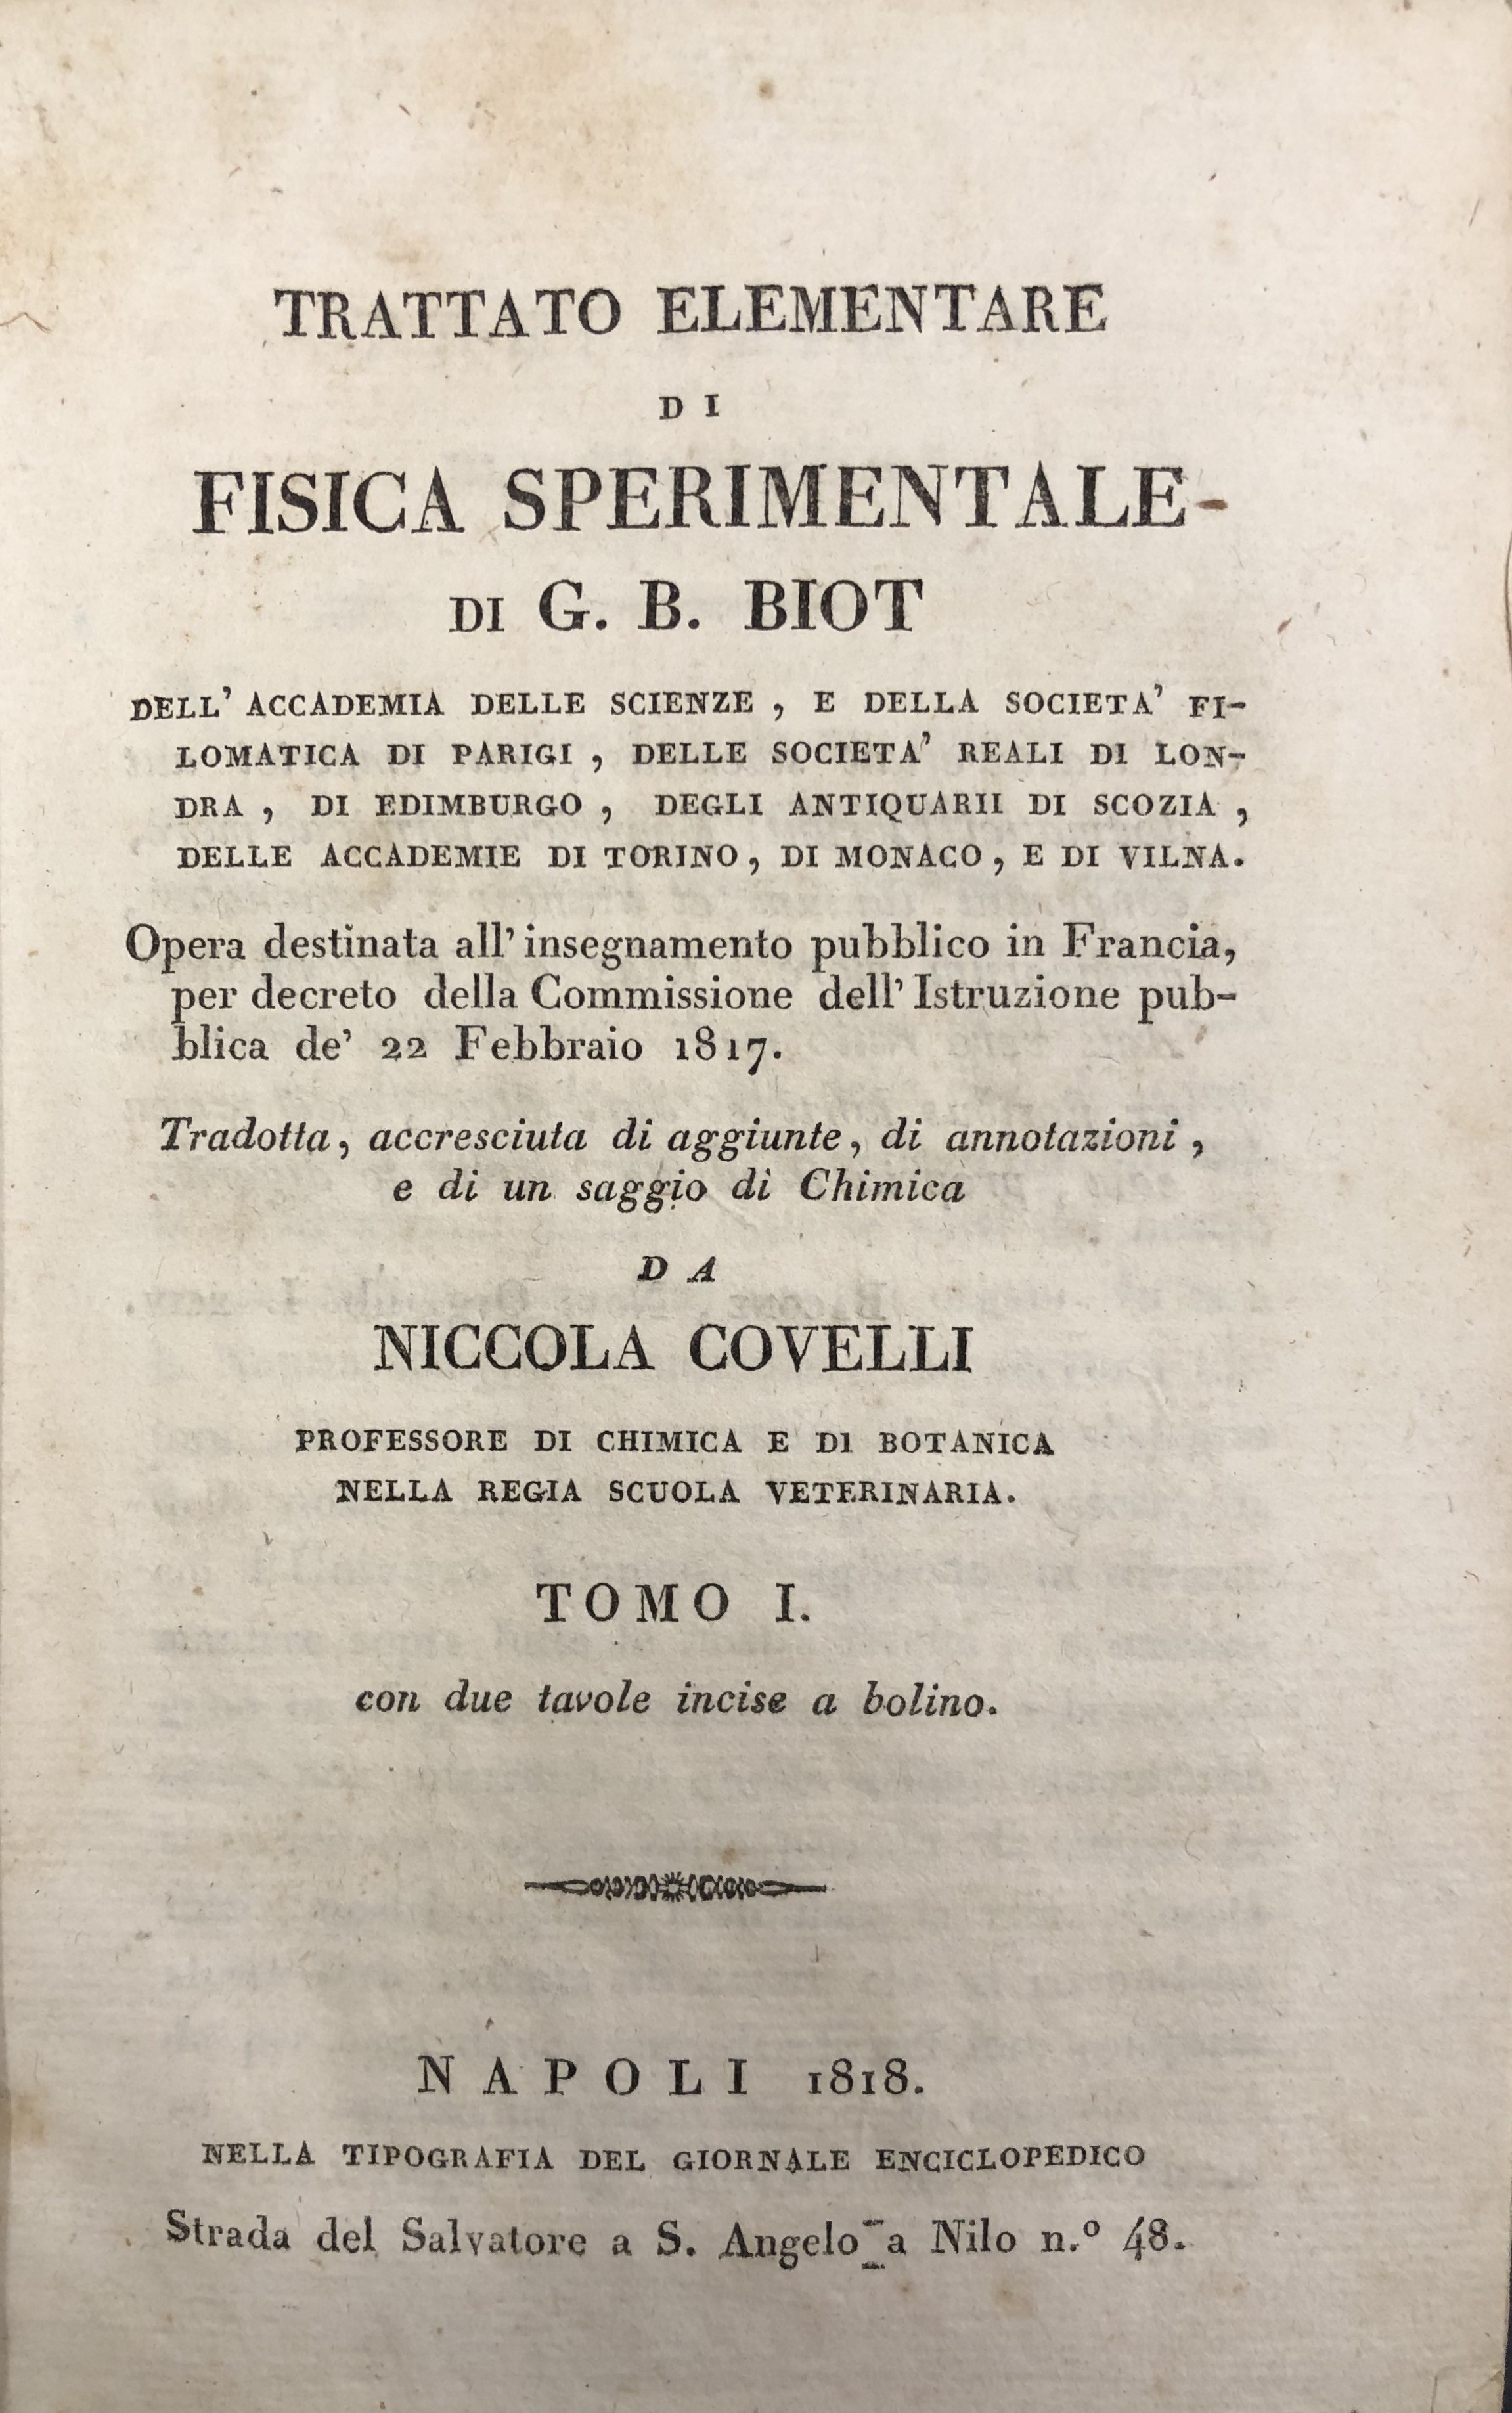 TRATTATO ELEMENTARE
DI
FISICA SPERIMENTALE
DI G. B. BIOT
DELL' ACCADEMIA DELLE SCIENZE, E DELLA SOCIETA' FI-
LOMATICA DI PARIGI, DELLE SOCIETA' REALI DI LON-
DRA, DI EDIMBURGO, DEGLI ANTIQUARII DI SCOZIA,
DELLE ACCADEMIE DI TORINO, DI MONACO, E DI VILNA.
Opera destinata all' insegnamento pubblico in Francia,
per decreto della Commissione dell' Istruzione pub-
blica de' 22 Febbraio 1817.
Tradotta, accresciuta di aggiunte, di annotazioni,
e di un saggio di Chimica
DA
NICCOLA COVELLI
PROFESSORE DI CHIMICA E DI BOTANICA
NELLA REGIA SCUOLA VETERINARIA.
TOMO I.
con due tavole incise a bolino.
NAPOLI 1818.
NELLA TIPOGRAFIA DEL GIORNALE ENCICLOPEDICO
Strada del Salvatore a S. Angelo a Nilo n.º 48.